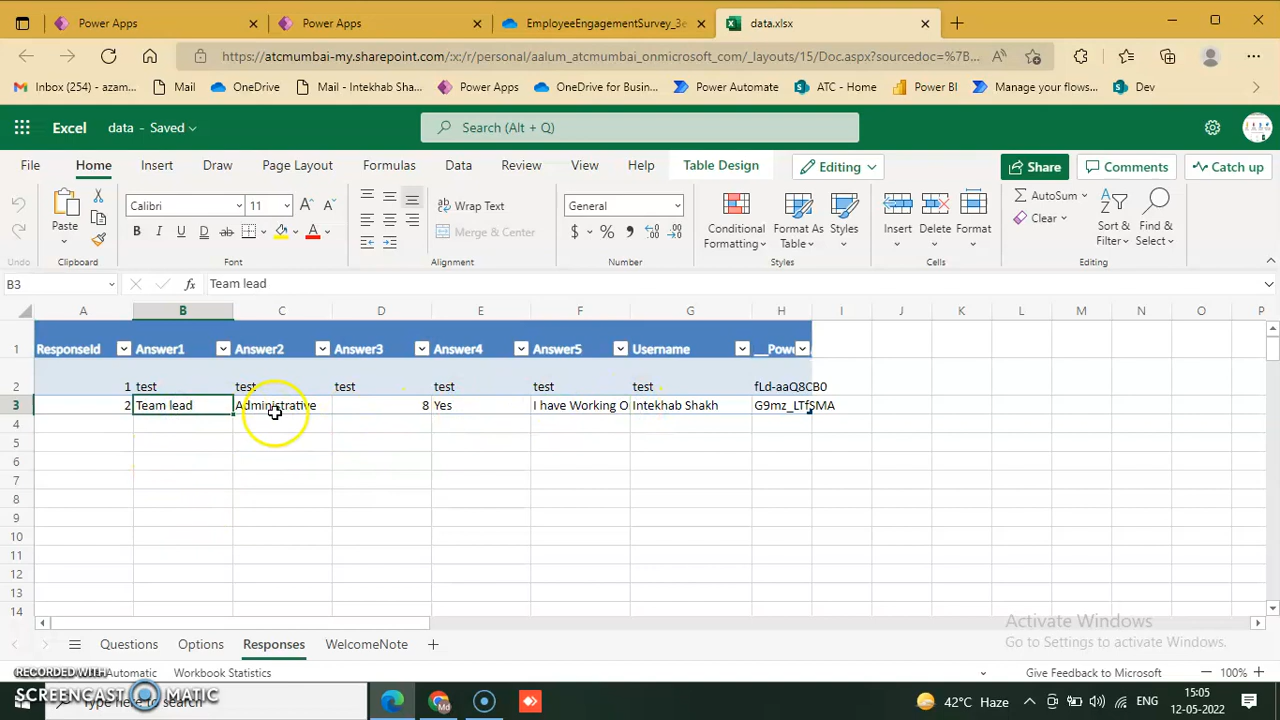 Power Apps
Power Apps
EmployeeEngagementSurvey_3e
data.xlsx
https://atcmumbai-my.sharepoint.com/:x:/r/personal/aalum_atcmumbai_onmicrosoft_com/_layouts/15/Doc.aspx?sourcedoc=%7B...
Inbox (254) - azam...
Mail
OneDrive
Mail - Intekhab Sha...
Power Apps
OneDrive for Busin...
Power Automate
ATC - Home
Power BI
Manage your flows...
Dev
Excel
data - Saved
Search (Alt + Q)
File
Home
Insert
Draw
Page Layout
Formulas
Data
Review
View
Help
Table Design
Editing
Share
Comments
Catch up
Paste
Calibri
11
B I U D ab
A A
Wrap Text
Merge & Center
General
$ % 9
Conditional Formatting
Format As Table
Styles
Insert
Delete
Format
AutoSum
Clear
Sort & Filter
Find & Select
Undo
Clipboard
Font
Alignment
Number
Styles
Cells
Editing
B3
fx
Team lead
A B C D E F G H I J K L M N O P
1 ResponseId Answer1 Answer2 Answer3 Answer4 Answer5 Username __Pow
2 1 test test test test test test fLd-aaQ8CB0
3 2 Team lead Administrative 8 Yes I have Working O Intekhab Shakh G9mz_LTfSMA
4
5
6
7
8
9
10
11
12
13
14
Activate Windows
Go to Settings to activate Windows.
Questions
Options
Responses
WelcomeNote
RECORDED WITH
Automatic
Workbook Statistics
Give Feedback to Microsoft
100%
SCREENCAST MATIC
Type here to search
42°C Haze
ENG
15:05
12-05-2022